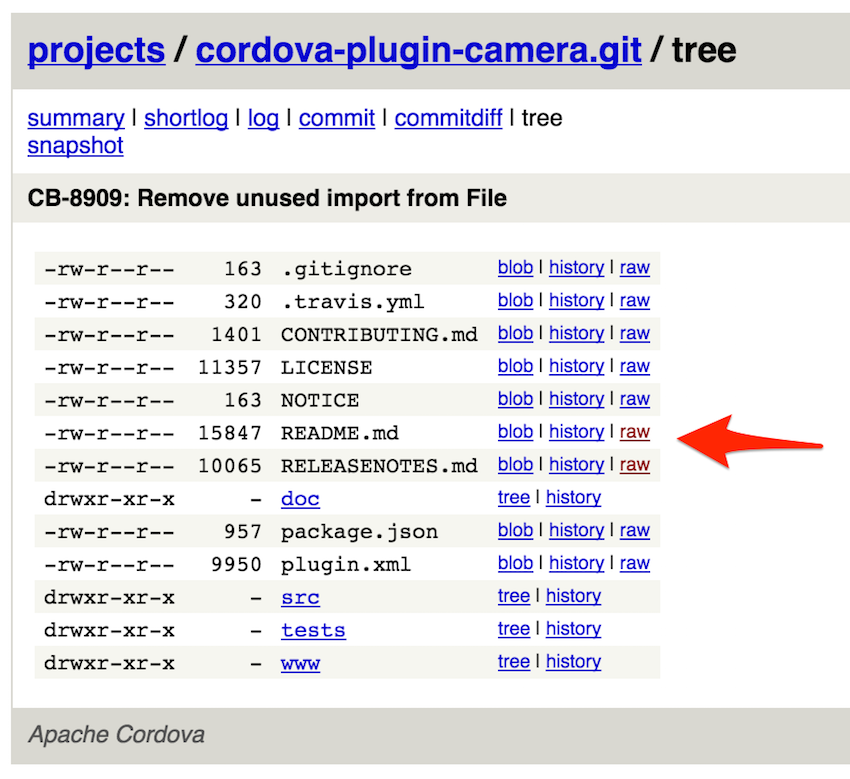 projects / cordova-plugin-camera.git / tree
summary | shortlog | log | commit | commitdiff | tree
snapshot
CB-8909: Remove unused import from File
-rw-r--r-- 163 .gitignore blob | history | raw
-rw-r--r-- 320 .travis.yml blob | history | raw
-rw-r--r-- 1401 CONTRIBUTING.md blob | history | raw
-rw-r--r-- 11357 LICENSE blob | history | raw
-rw-r--r-- 163 NOTICE blob | history | raw
-rw-r--r-- 15847 README.md blob | history | raw
-rw-r--r-- 10065 RELEASENOTES.md blob | history | raw
drwxr-xr-x - doc tree | history
-rw-r--r-- 957 package.json blob | history | raw
-rw-r--r-- 9950 plugin.xml blob | history | raw
drwxr-xr-x - src tree | history
drwxr-xr-x - tests tree | history
drwxr-xr-x - www tree | history
Apache Cordova